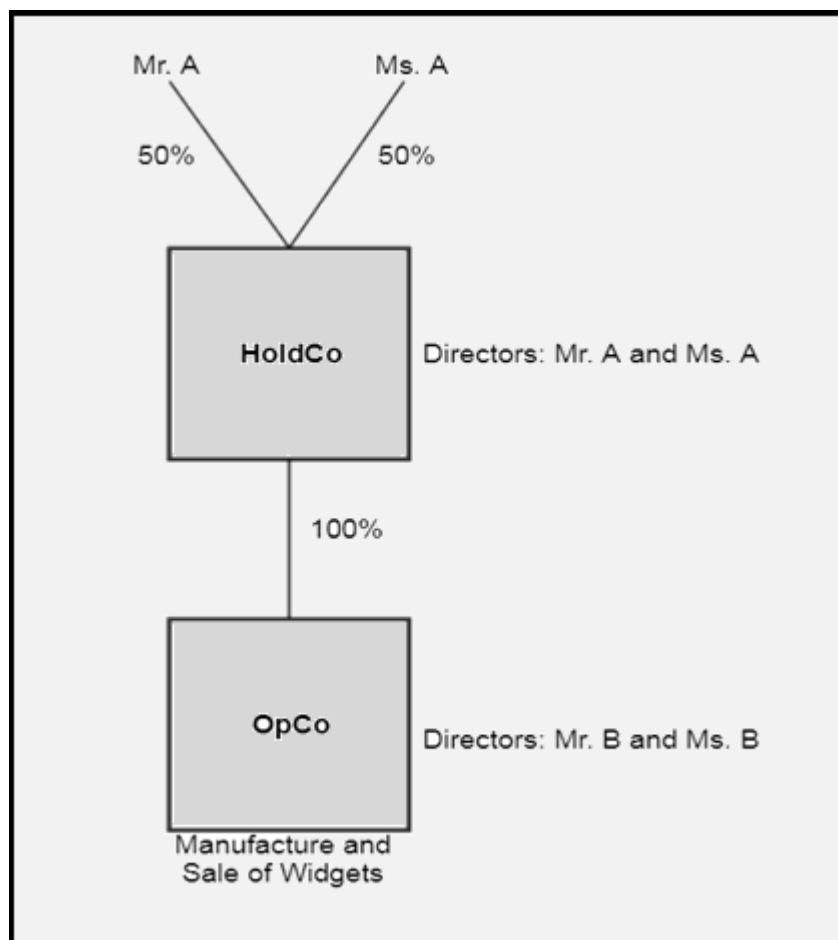 Mr. A
Ms. A
50%
50%
HoldCo
Directors: Mr. A and Ms. A
100%
OpCo
Directors: Mr. B and Ms. B
Manufacture and
Sale of Widgets